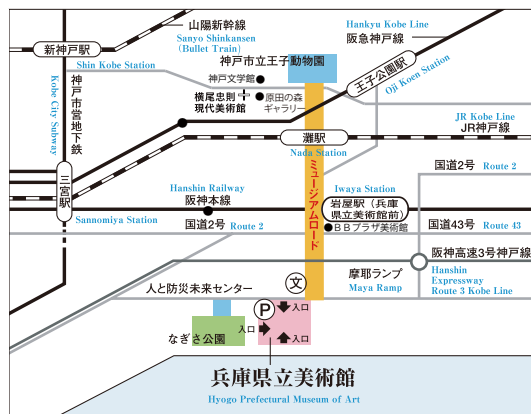 山陽新幹線
Sanyo Shinkansen
(Bullet Train)
Hankyu Kobe Line
阪急神戸線
新神戸駅
Shin Kobe Station
神戸市立王子動物園
神戸文学館
王子公園駅
Oji Koen Station
神戸市営地下鉄
Kobe City Subway
横尾忠則
現代美術館
原田の森
ギャラリー
JR Kobe Line
JR神戸線
灘駅
Nada Station
ミュージアムロード
国道2号
Route 2
三宮駅
Sannomiya Station
Hanshin Railway
阪神本線
Iwaya Station
岩屋駅(兵庫
県立美術館前)
国道2号
Route 2
BBプラザ美術館
国道43号
Route 43
阪神高速3号神戸線
Hanshin
Expressway
Route 3 Kobe Line
摩耶ランプ
Maya Ramp
人と防災未来センター
文
P
入口
入口
入口
なぎさ公園
兵庫県立美術館
Hyogo Prefectural Museum of Art